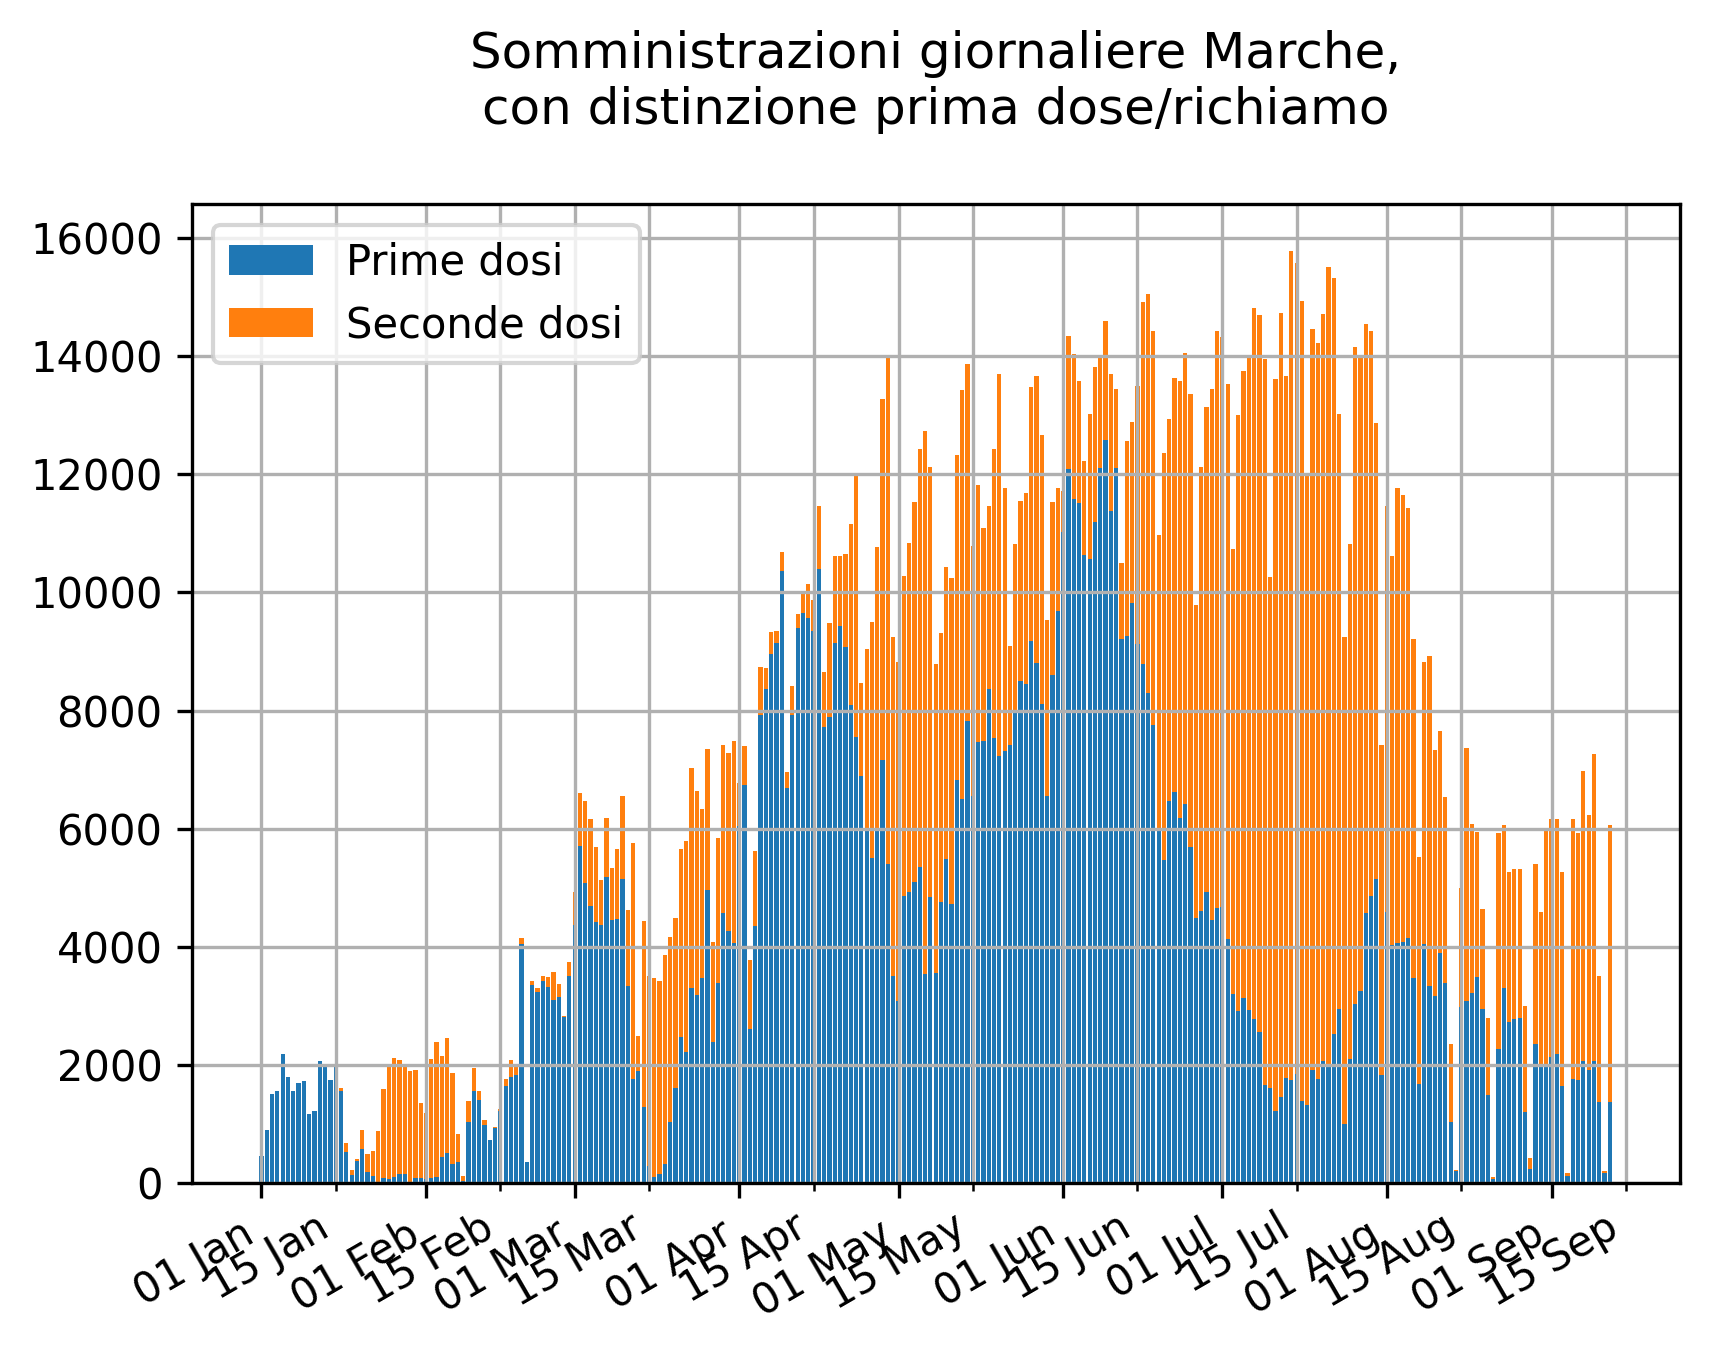 Somministrazioni giornaliere Marche,
con distinzione prima dose/richiamo
Prime dosi
Seconde dosi
16000
14000
12000
10000
8000
6000
4000
2000
0
01 Jan
15 Jan
01 Feb
15 Feb
01 Mar
15 Mar
01 Apr
15 Apr
01 May
15 May
01 Jun
15 Jun
01 Jul
15 Jul
01 Aug
15 Aug
01 Sep
15 Sep